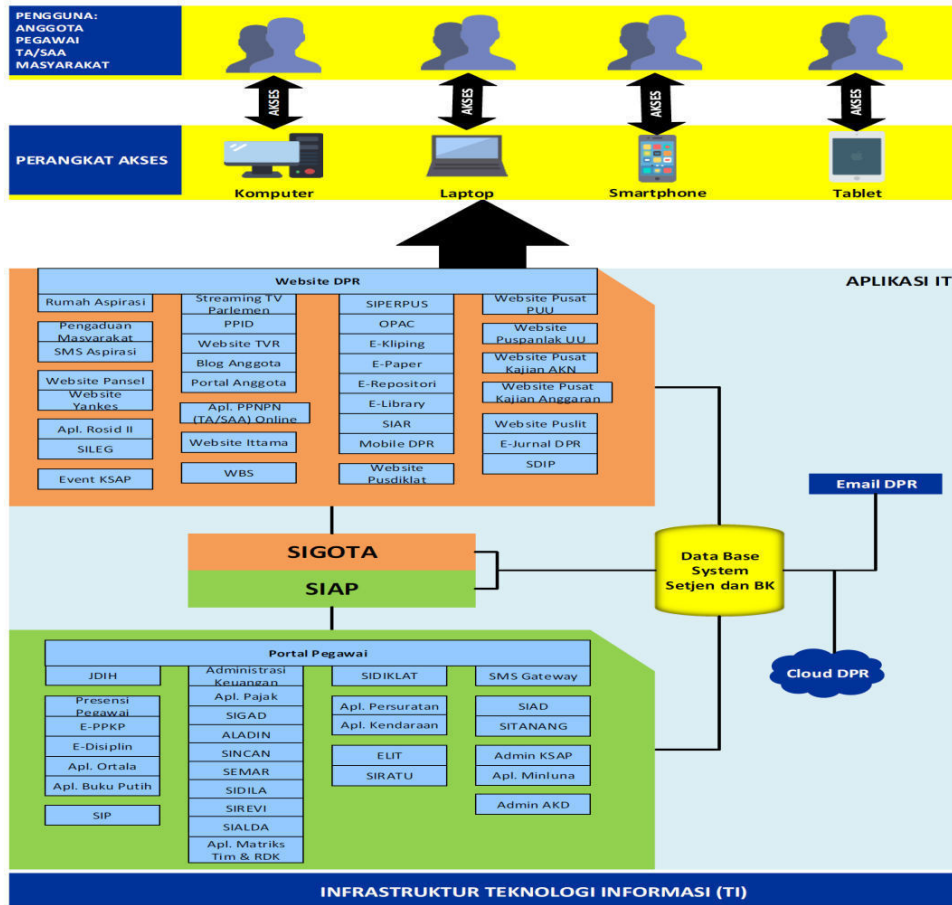 PENGGUNA:
ANGGOTA
PEGAWAI
TA/SAA
MASYARAKAT
AKSES
AKSES
AKSES
AKSES
PERANGKAT AKSES
Komputer
Laptop
Smartphone
Tablet
APLIKASI IT
Website DPR
Rumah Aspirasi
Pengaduan
Masyarakat
SMS Aspirasi
Website Pansel
Website
Yankes
Apl. Rosid II
SILEG
Event KSAP
Streaming TV
Parlemen
PPID
Website TVR
Blog Anggota
Portal Anggota
Apl. PPNPN
(TA/SAA) Online
Website Ittama
WBS
SIPERPUS
OPAC
E-Kliping
E-Paper
E-Repositori
E-Library
SIAR
Mobile DPR
Website
Pusdiklat
Website Pusat
PUU
Website
Puspanlak UU
Website Pusat
Kajian AKN
Website Pusat
Kajian Anggaran
Website Puslit
E-Jurnal DPR
SDIP
SIGOTA
SIAP
Data Base
System
Setjen dan BK
Email DPR
Cloud DPR
Portal Pegawai
JDIH
Presensi
Pegawai
E-PPKP
E-Disiplin
Apl. Ortala
Apl. Buku Putih
SIP
Administrasi
Keuangan
Apl. Pajak
SIGAD
ALADIN
SINCAN
SEMAR
SIDILA
SIREVI
SIALDA
Apl. Matriks
Tim & RDK
SIDIKLAT
Apl. Persuratan
Apl. Kendaraan
ELIT
SIRATU
SMS Gateway
SIAD
SITANANG
Admin KSAP
Apl. Minluna
Admin AKD
INFRASTRUKTUR TEKNOLOGI INFORMASI (TI)